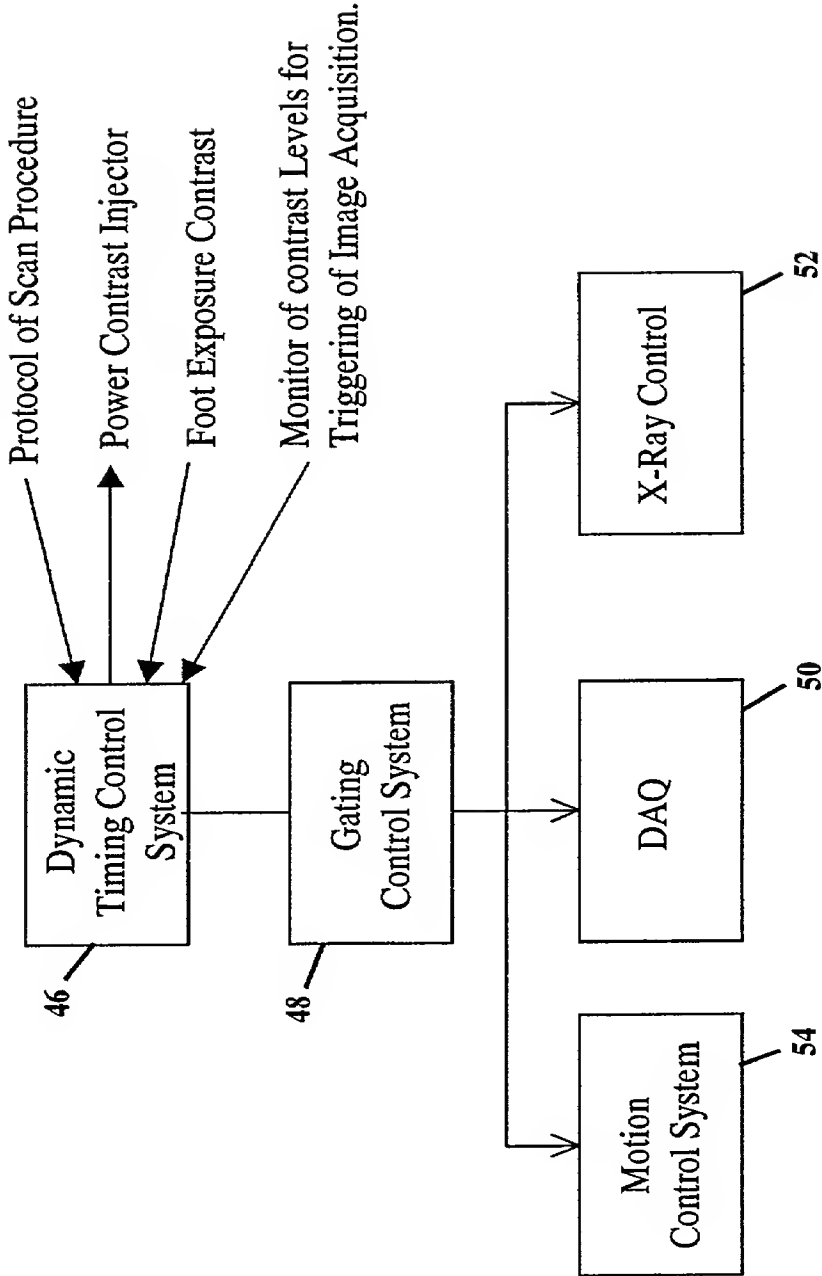 Protocol of Scan Procedure
Power Contrast Injector
Foot Exposure Contrast
Monitor of contrast Levels for
Triggering of Image Acquisition.
Dynamic
Timing Control
System
46
Gating
Control System
48
Motion
Control System
54
DAQ
50
X-Ray Control
52